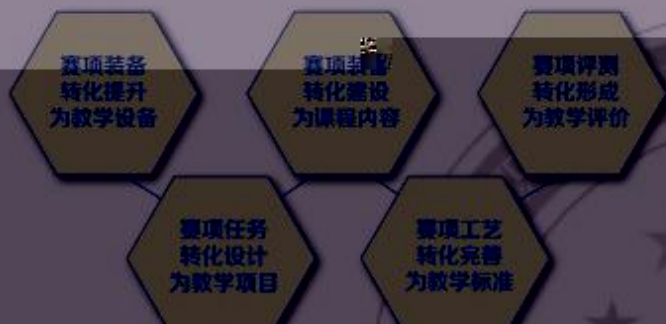 赛项装备
转化提升
为教学设备
赛项装备
转化建设
为课程内容
赛项评测
转化形成
为教学评价
赛项任务
转化设计
为教学项目
赛项工艺
转化完善
为教学标准